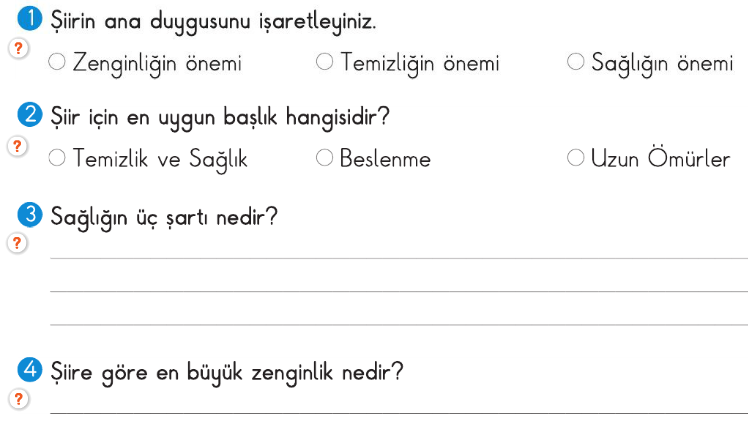 1 Şiirin ana duygusunu işaretleyiniz.
? Zenginliğin önemi Temizliğin önemi Sağlığın önemi
2 Şiir için en uygun başlık hangisidir?
? Temizlik ve Sağlık Beslenme Uzun Ömürler
3 Sağlığın üç şartı nedir?
?
4 Şiire göre en büyük zenginlik nedir?
?